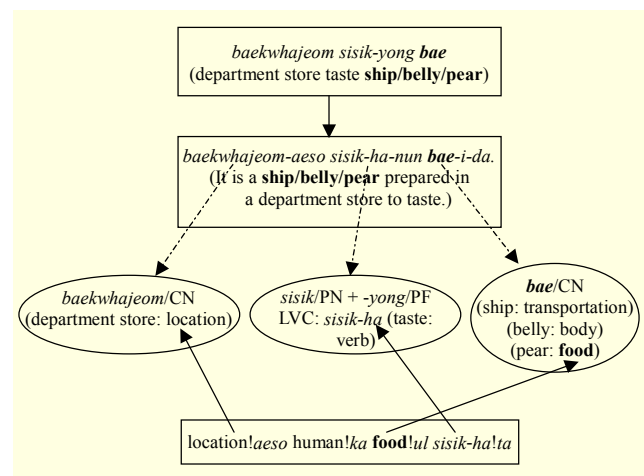 baekwhajeom sisik-yong bae
(department store taste ship/belly/pear)
baekwhajeom-aeso sisik-ha-nun bae-i-da.
(It is a ship/belly/pear prepared in
a department store to taste.)
baekwhajeom/CN
(department store: location)
sisik/PN + -yong/PF
LVC: sisik-ha (taste:
verb)
bae/CN
(ship: transportation)
(belly: body)
(pear: food)
location!aeso human!ka food!ul sisik-ha!ta